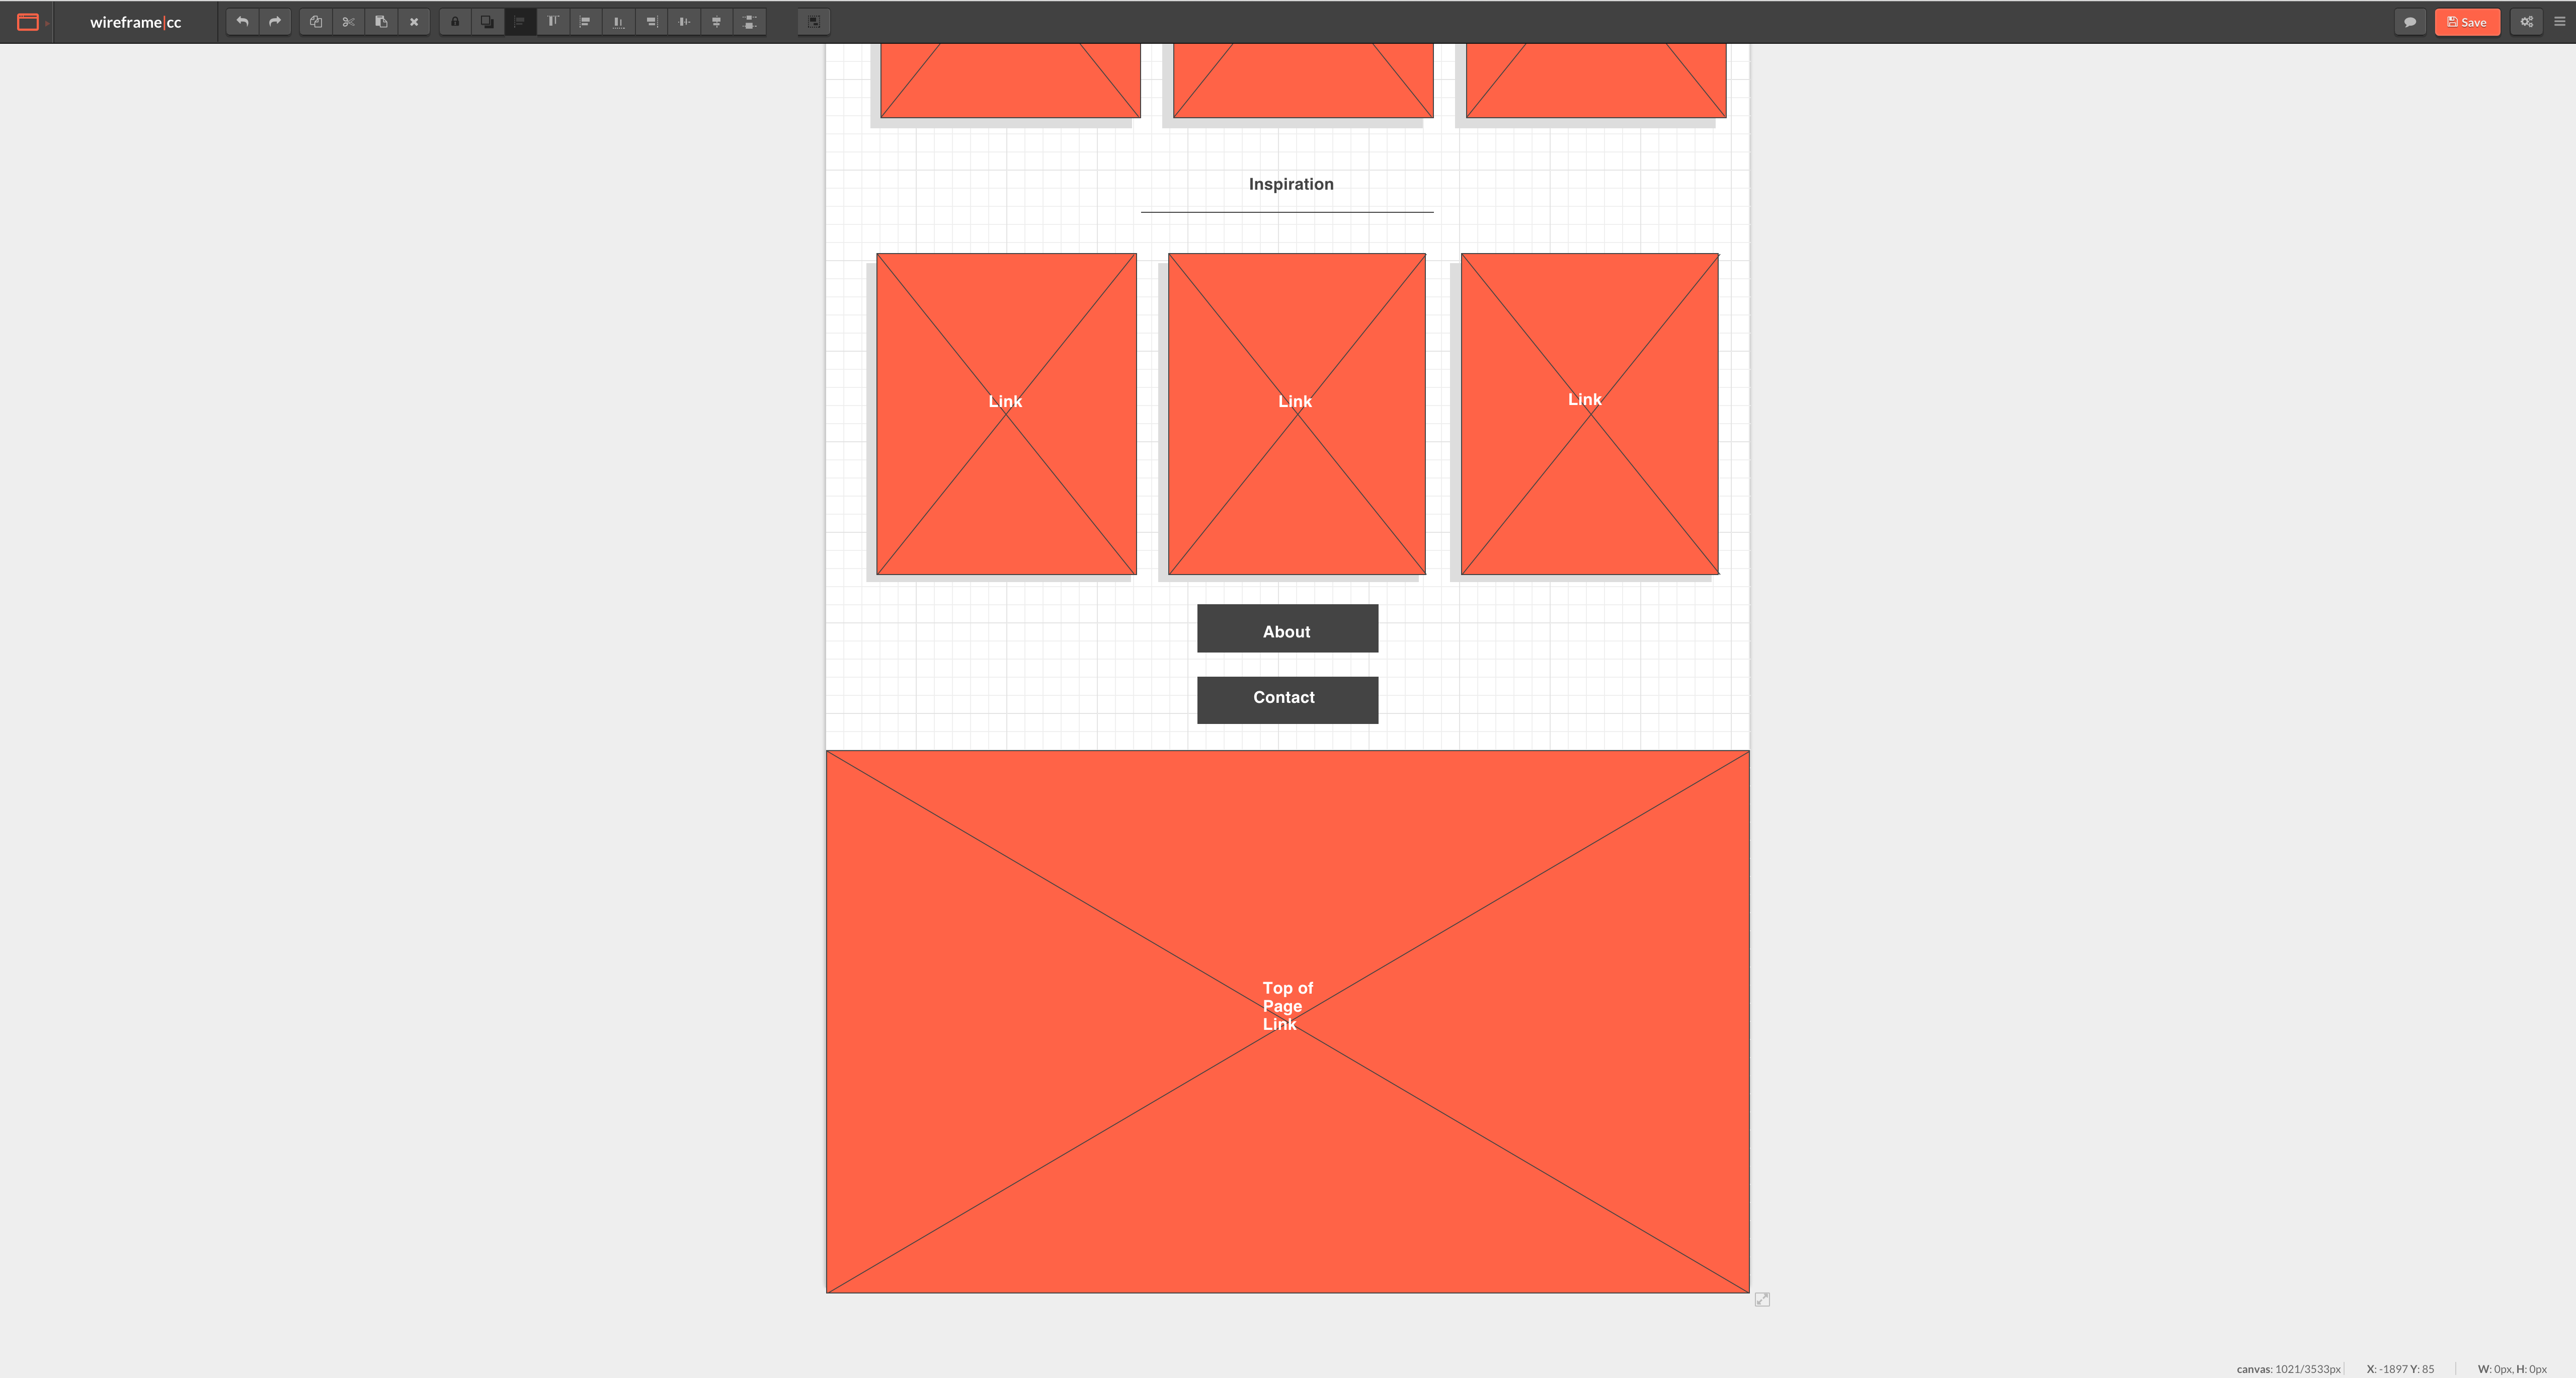 wireframe|cc
Save
Inspiration
Link
Link
Link
About
Contact
Top of
Page
Link
canvas: 1021/3533px
X: -1897 Y: 85
W: 0px, H: 0px